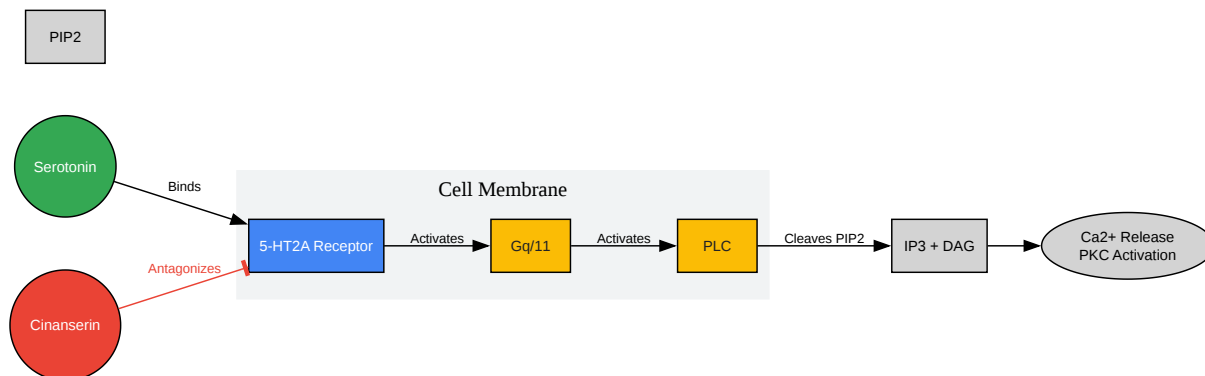 PIP2
Serotonin
Binds
Cell Membrane
5-HT2A Receptor
Activates
Gq/11
Activates
PLC
Cleaves PIP2
IP3 + DAG
Ca2+ Release
PKC Activation
Antagonizes
Cinanserin